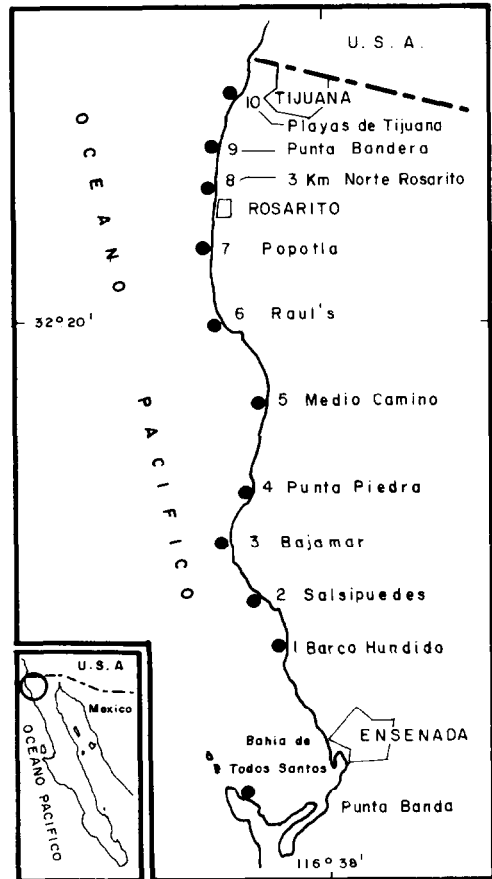 U.S.A.
TIJUANA
10
Playas de Tijuana
9 Punta Bandera
8 3 Km Norte Rosarito
ROSARITO
7 Popotla
OCEANO
6 Raul's
32°20'
5 Medio Camino
PACIFICO
4 Punta Piedra
3 Bajamar
2 Salsipuedes
1 Barco Hundido
ENSENADA
Bahia de
Todos Santos
Punta Banda
116°38'
U.S.A
Mexico
OCEANO PACIFICO